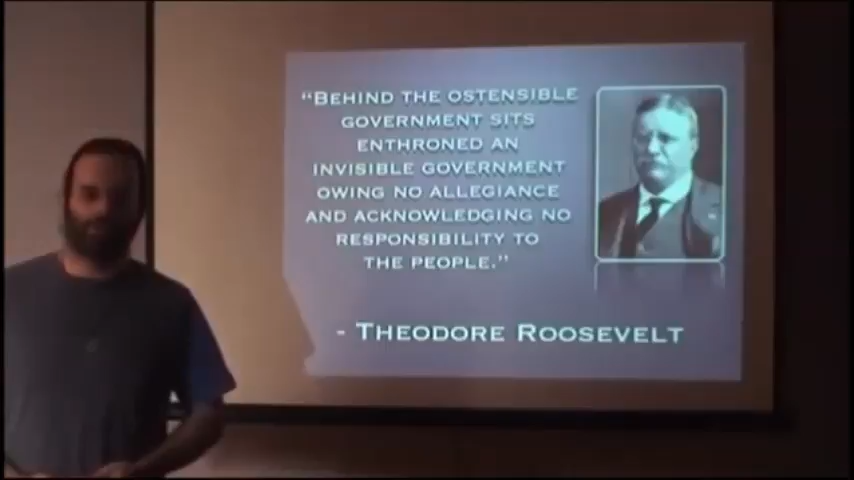 “BEHIND THE OSTENSIBLE
GOVERNMENT SITS
ENTHRONED AN
INVISIBLE GOVERNMENT
OWING NO ALLEGIANCE
AND ACKNOWLEDGING NO
RESPONSIBILITY TO
THE PEOPLE.”
- THEODORE ROOSEVELT